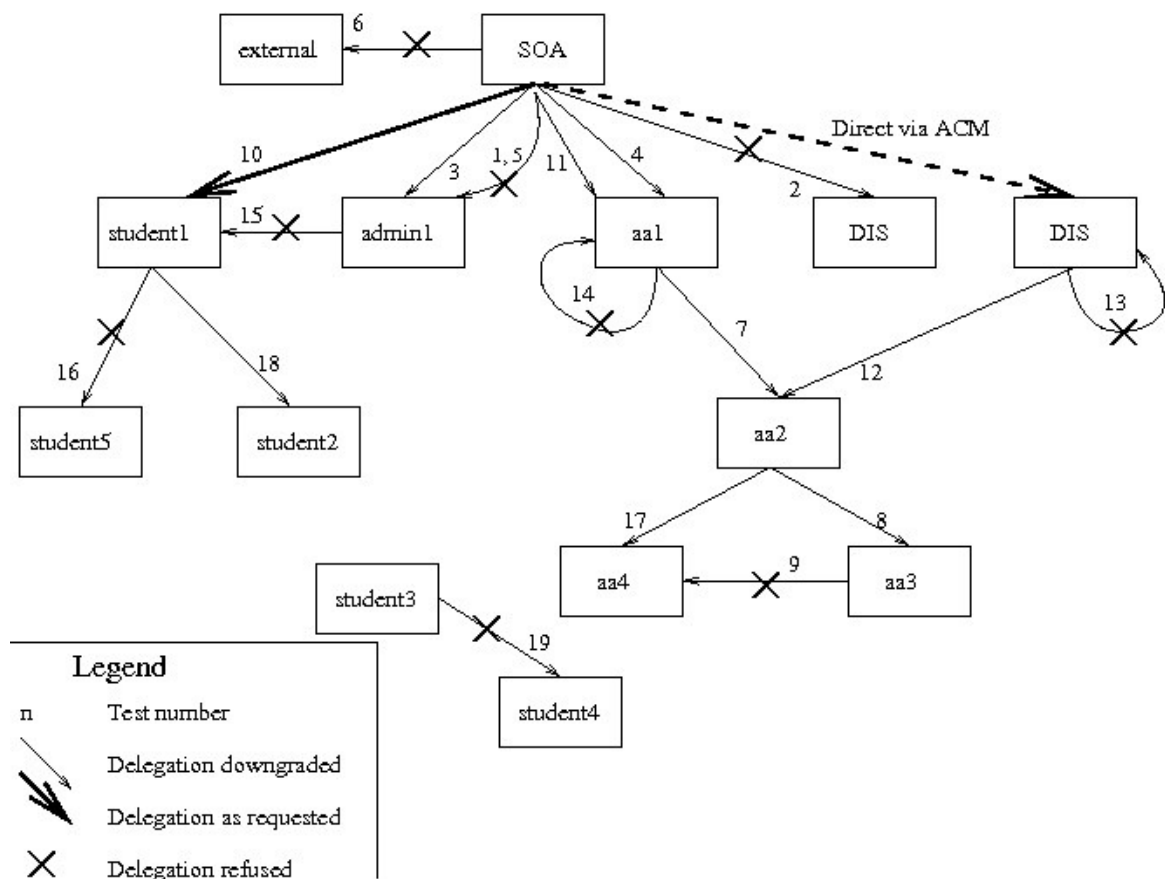 6
external
SOA
Direct via ACM
10
3
1, 5
11
4
2
student1
15
admin1
aa1
DIS
DIS
14
13
7
12
16
18
student5
student2
aa2
17
8
aa4
9
aa3
student3
19
student4
Legend
n Test number
Delegation downgraded
Delegation as requested
Delegation refused